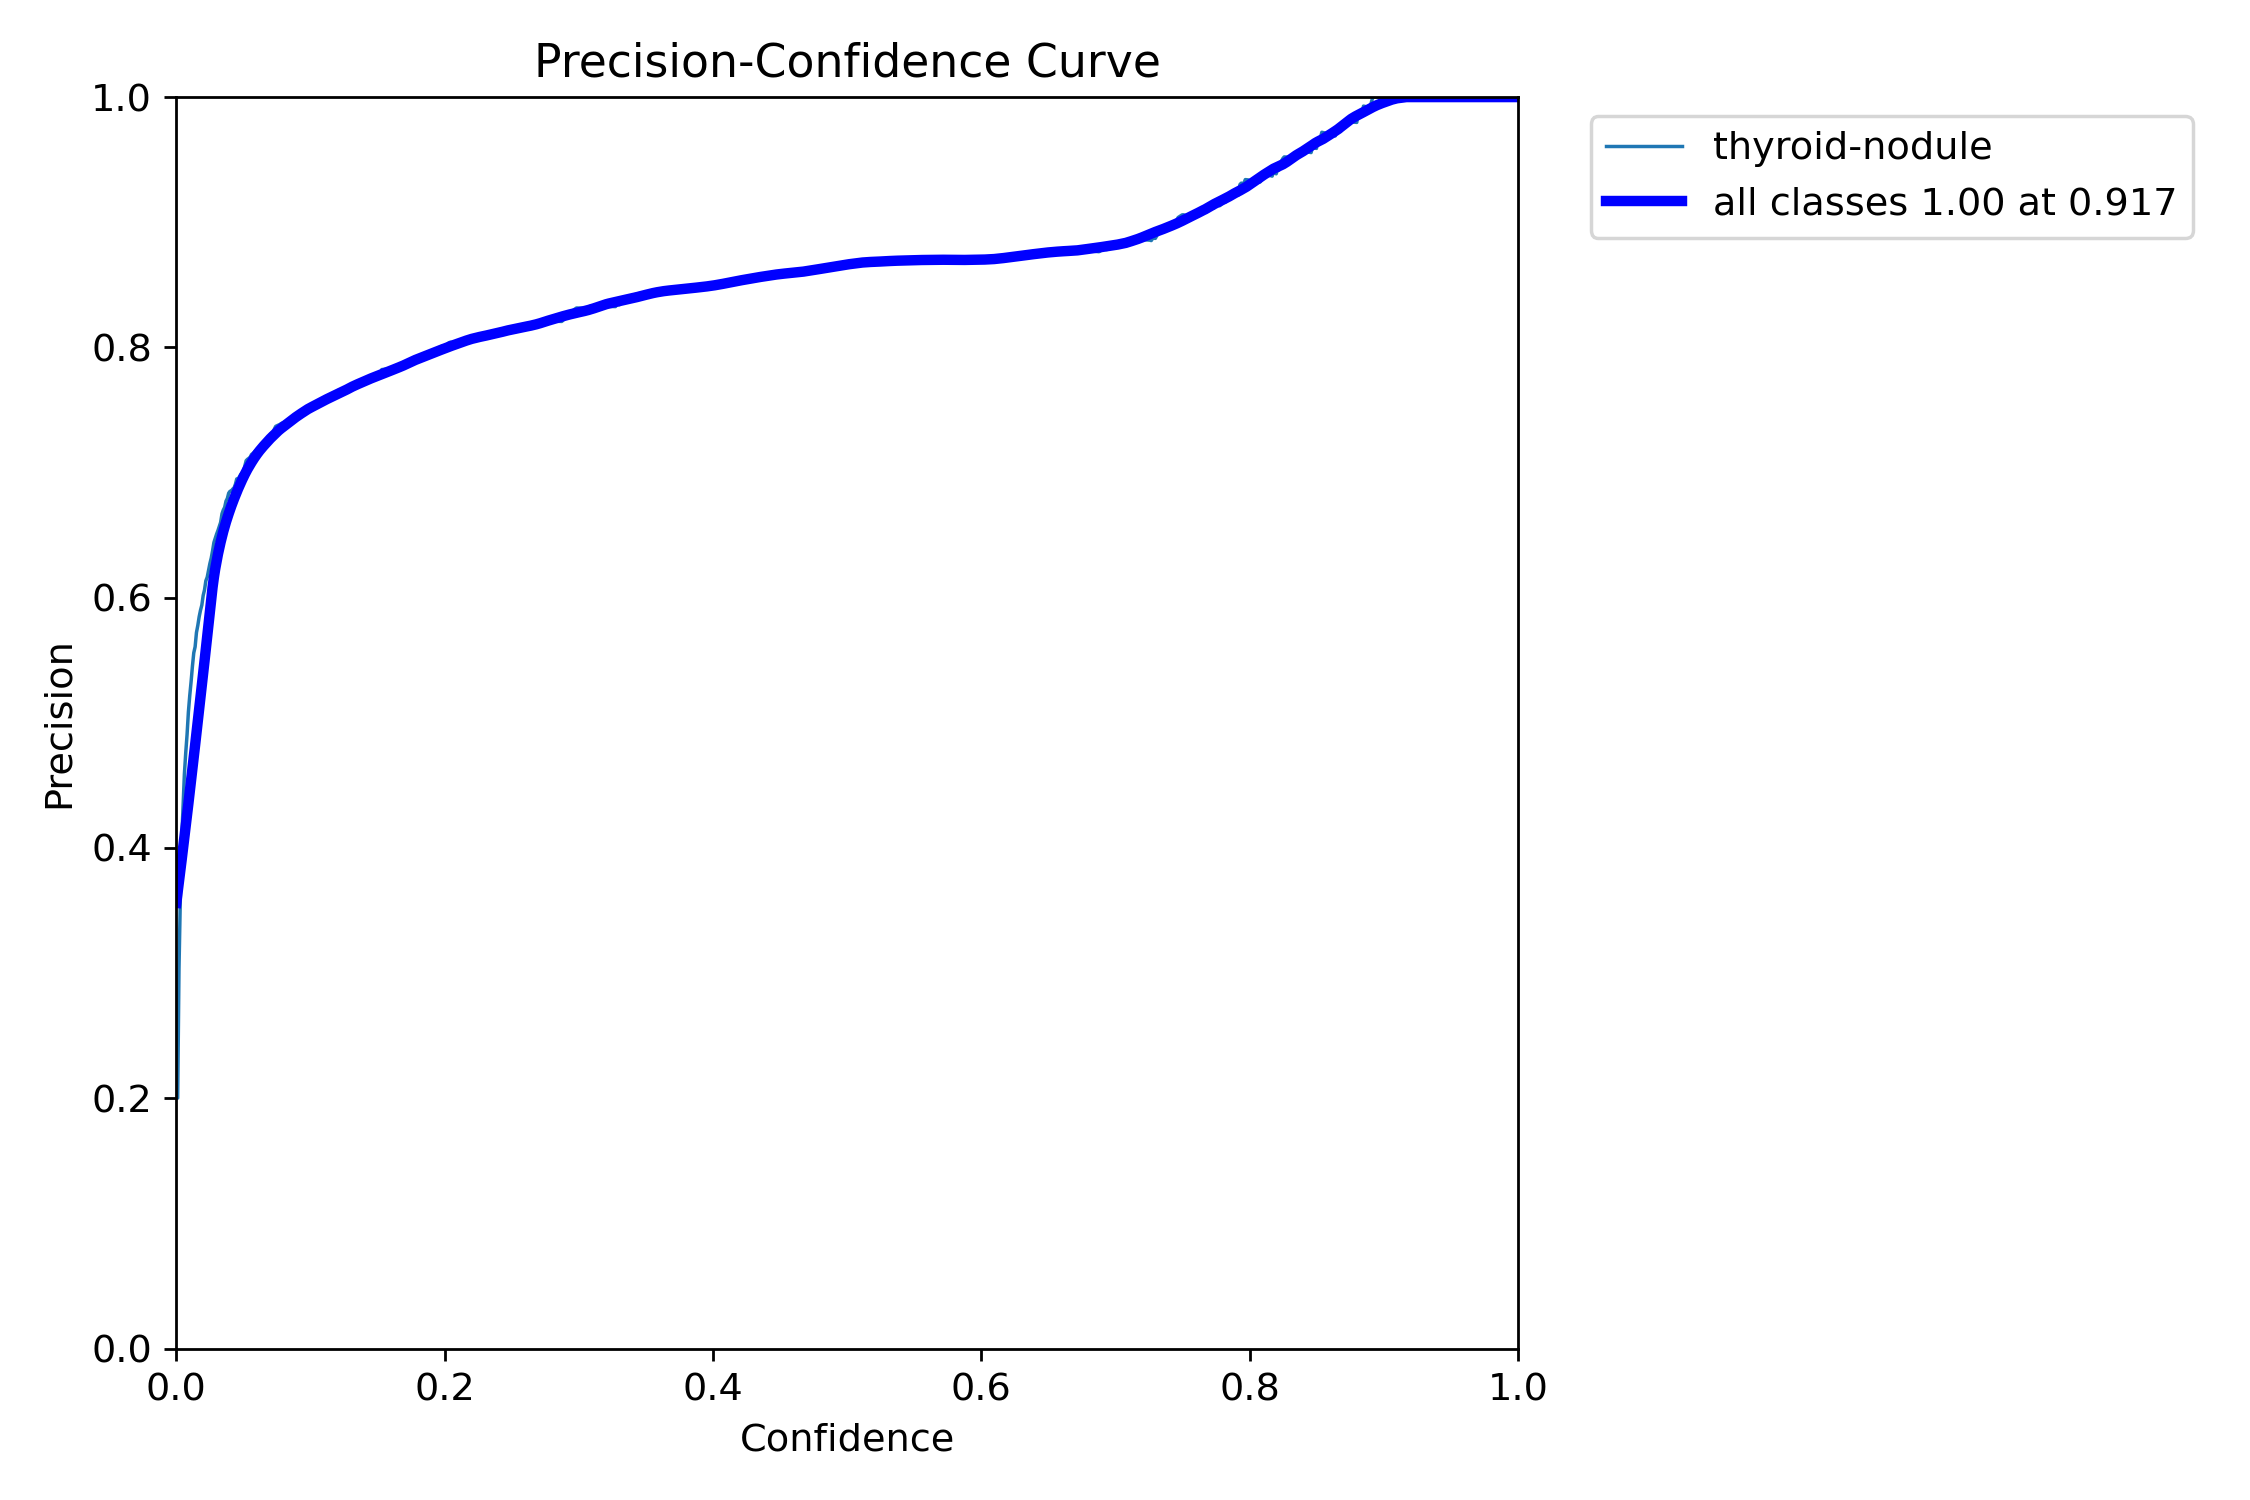 Precision-Confidence Curve
1.0
0.8
0.6
0.4
0.2
0.0
Precision
0.0 0.2 0.4 0.6 0.8 1.0
Confidence
thyroid-nodule
all classes 1.00 at 0.917